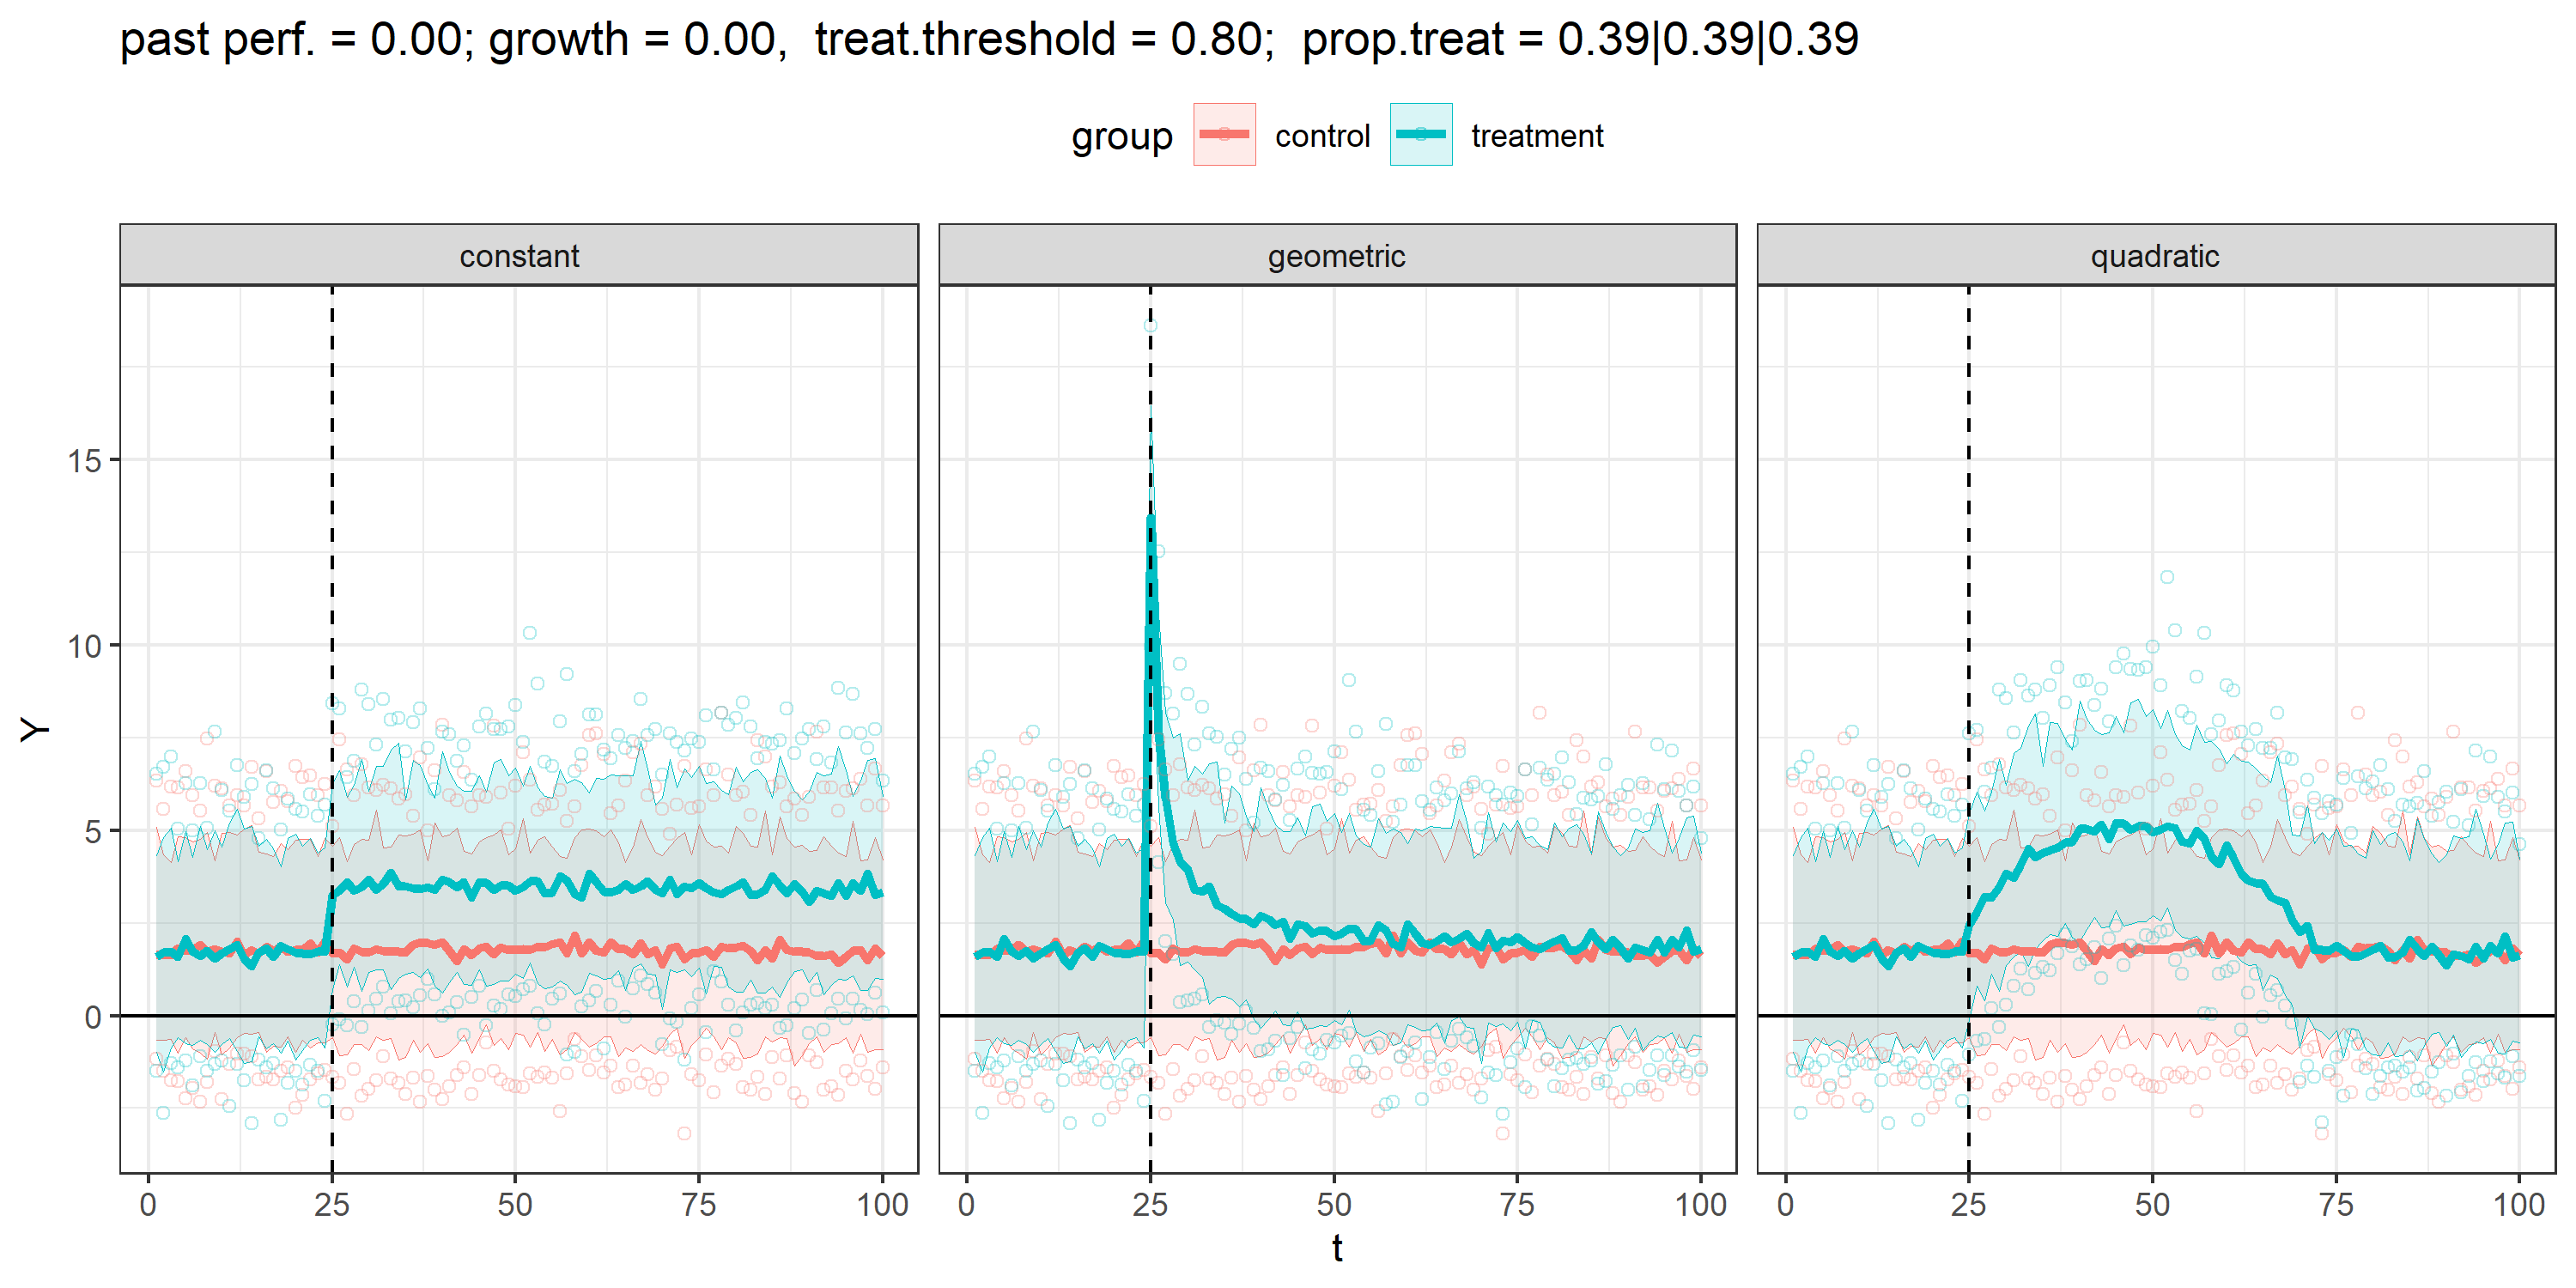 past perf. = 0.00; growth = 0.00,  treat.threshold = 0.80;  prop.treat = 0.39|0.39|0.39
group control treatment
constant geometric quadratic
Y
15
10
5
0
0 25 50 75 100 0 25 50 75 100 0 25 50 75 100
t